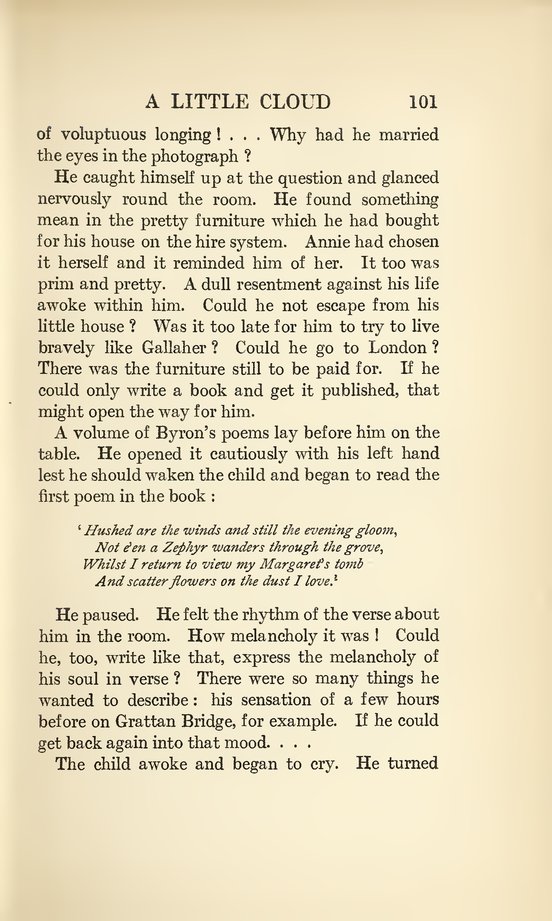 A LITTLE CLOUD 101
of voluptuous longing ! . . . Why had he married
the eyes in the photograph ?
He caught himself up at the question and glanced
nervously round the room. He found something
mean in the pretty furniture which he had bought
for his house on the hire system. Annie had chosen
it herself and it reminded him of her. It too was
prim and pretty. A dull resentment against his life
awoke within him. Could he not escape from his
little house ? Was it too late for him to try to live
bravely like Gallaher ? Could he go to London ?
There was the furniture still to be paid for. If he
could only write a book and get it published, that
might open the way for him.
A volume of Byron's poems lay before him on the
table. He opened it cautiously with his left hand
lest he should waken the child and began to read the
first poem in the book :
‘ Hushed are the winds and still the evening gloom,
Not e'en a Zephyr wanders through the grove,
Whilst I return to view my Margaret's tomb
And scatter flowers on the dust I love.’
He paused. He felt the rhythm of the verse about
him in the room. How melancholy it was ! Could
he, too, write like that, express the melancholy of
his soul in verse ? There were so many things he
wanted to describe : his sensation of a few hours
before on Grattan Bridge, for example. If he could
get back again into that mood. . . .
The child awoke and began to cry. He turned